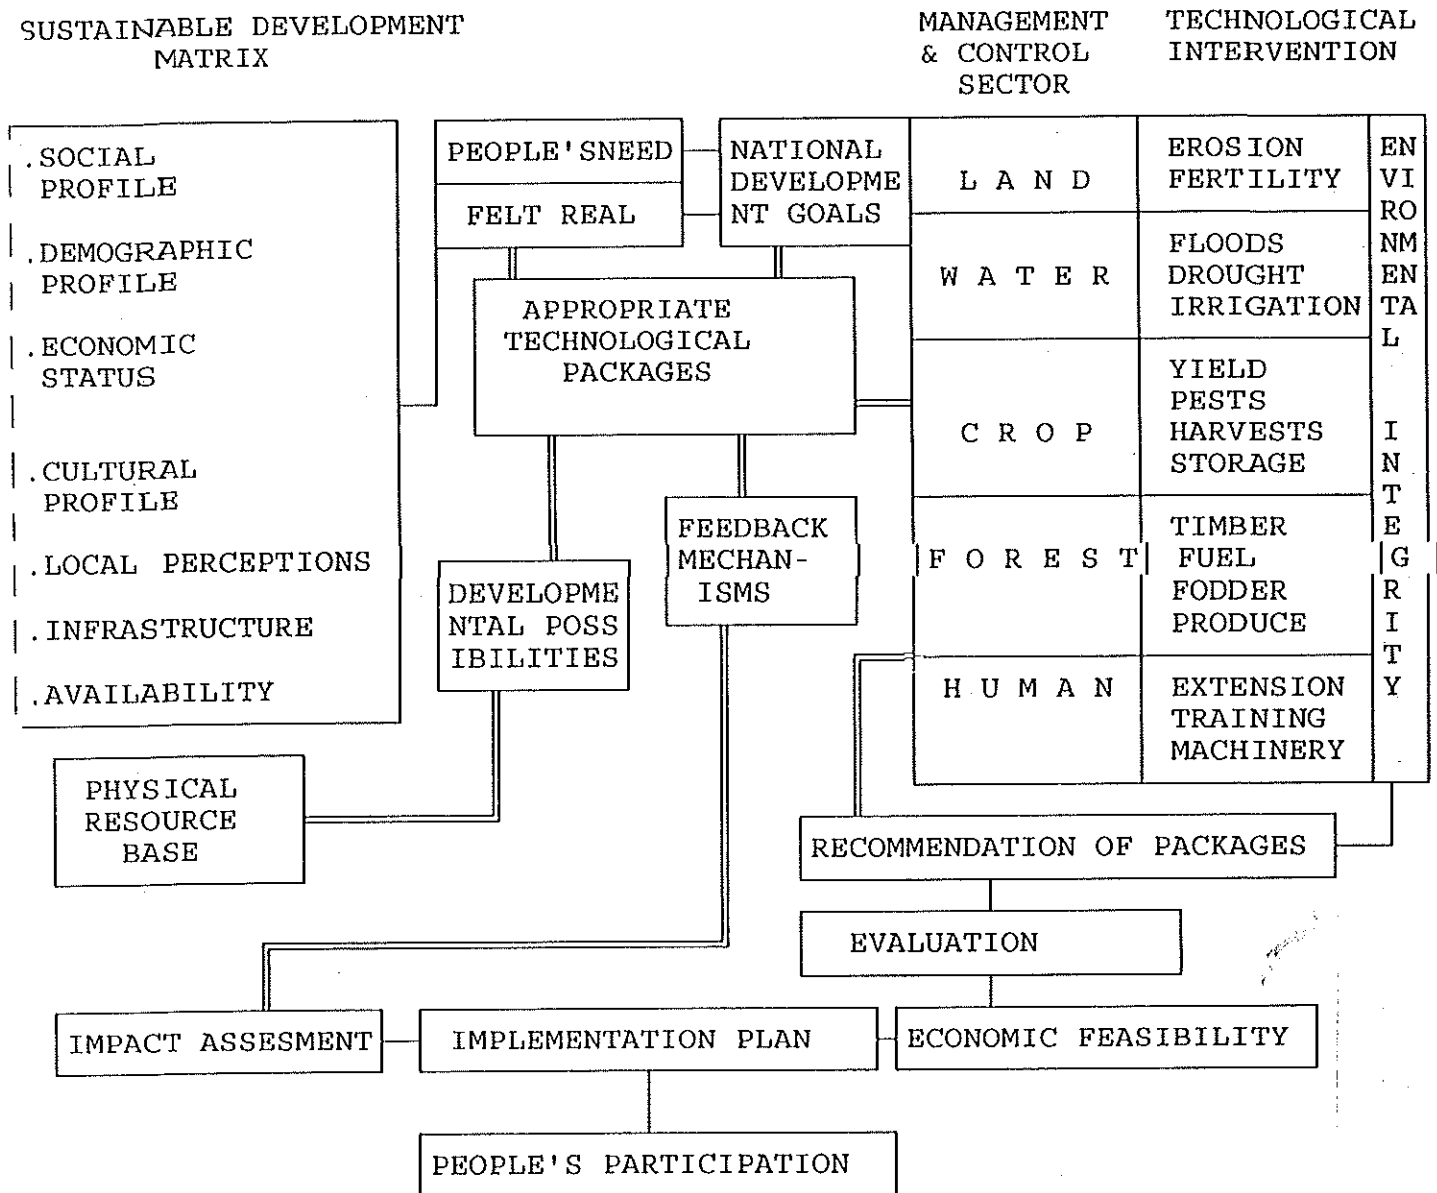 SUSTAINABLE DEVELOPMENT
MATRIX
MANAGEMENT
& CONTROL
SECTOR
TECHNOLOGICAL
INTERVENTION
.SOCIAL
PROFILE
.DEMOGRAPHIC
PROFILE
.ECONOMIC
STATUS
.CULTURAL
PROFILE
.LOCAL PERCEPTIONS
.INFRASTRUCTURE
.AVAILABILITY
PEOPLE'SNEED
FELT REAL
NATIONAL
DEVELOPME
NT GOALS
APPROPRIATE
TECHNOLOGICAL
PACKAGES
DEVELOPME
NTAL POSS
IBILITIES
FEEDBACK
MECHAN-
ISMS
PHYSICAL
RESOURCE
BASE
L A N D
EROSION
FERTILITY
W A T E R
FLOODS
DROUGHT
IRRIGATION
C R O P
YIELD
PESTS
HARVESTS
STORAGE
F O R E S T
TIMBER
FUEL
FODDER
PRODUCE
H U M A N
EXTENSION
TRAINING
MACHINERY
EN
VI
RO
NM
EN
TA
L
I
N
T
E
G
R
I
T
Y
RECOMMENDATION OF PACKAGES
EVALUATION
IMPACT ASSESMENT
IMPLEMENTATION PLAN
ECONOMIC FEASIBILITY
PEOPLE'S PARTICIPATION